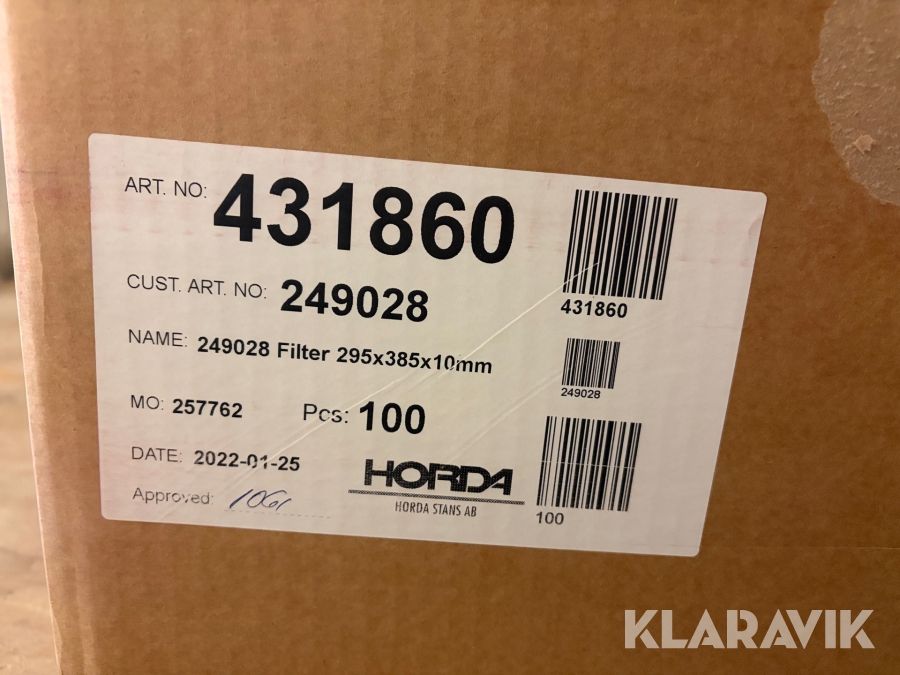 ART. NO: 431860
431860
CUST. ART. NO: 249028
NAME: 249028 Filter 295x385x10mm
249028
MO: 257762 Pcs: 100
DATE: 2022-01-25
HORDA
HORDA STANS AB
100
Approved:
KLARAVIK